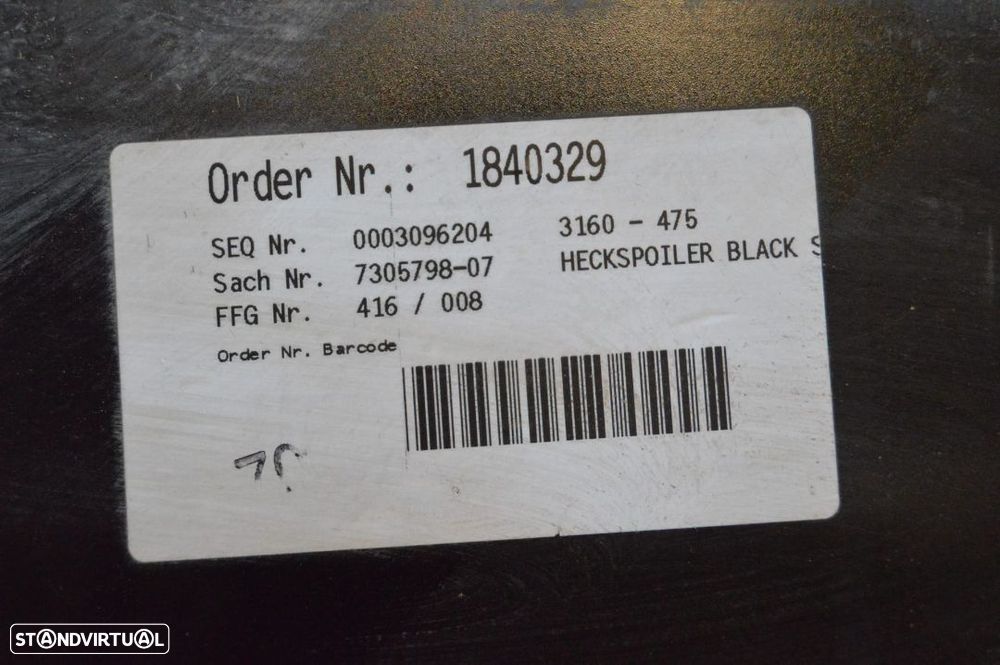 Order Nr.: 1840329
SEQ Nr. 0003096204 3160 - 475
Sach Nr. 7305798-07 HECKSPOILER BLACK S
FFG Nr. 416 / 008
Order Nr. Barcode
STANDVIRTUAL